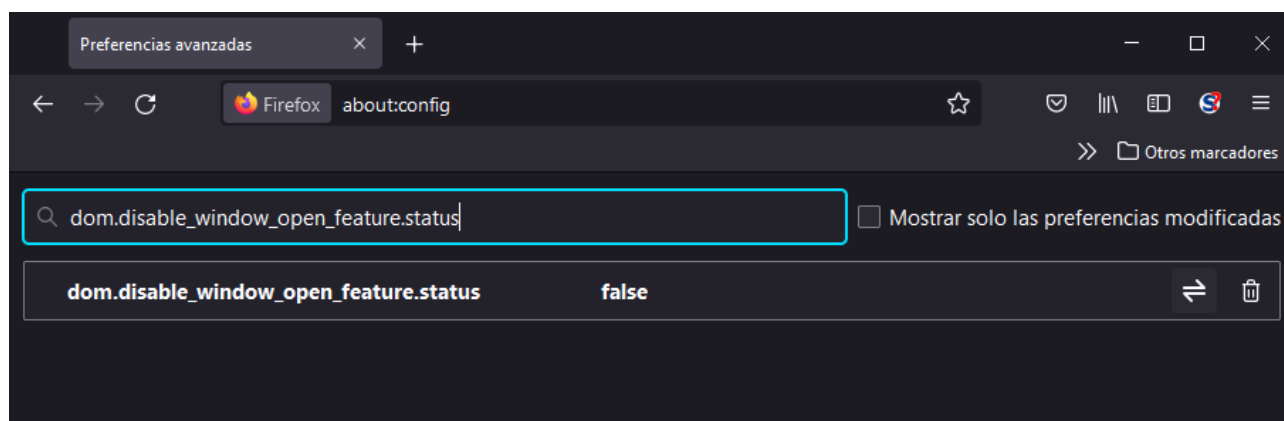 Preferencias avanzadas
Firefox about:config
Otros marcadores
dom.disable_window_open_feature.status Mostrar solo las preferencias modificadas
dom.disable_window_open_feature.status false